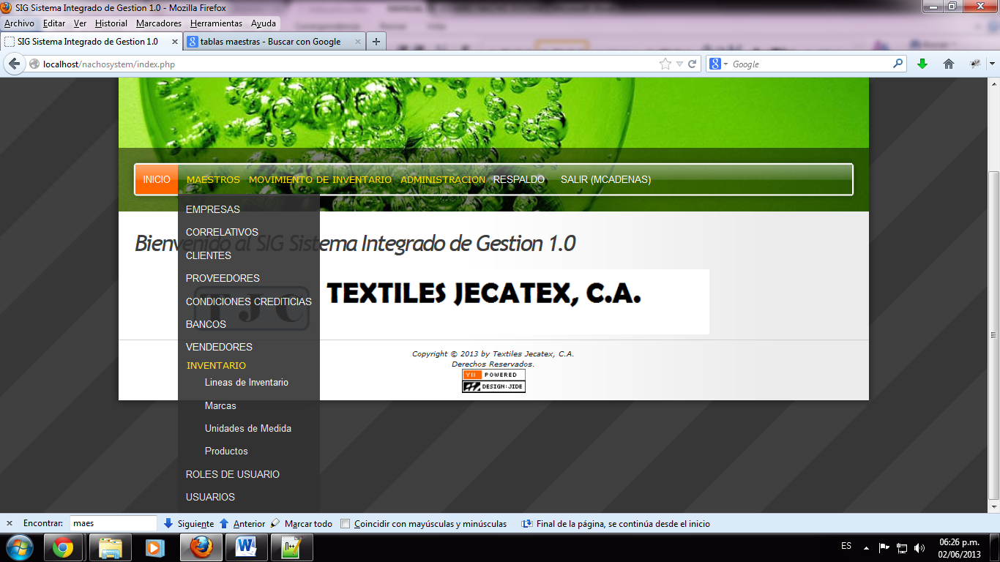 SIG Sistema Integrado de Gestion 1.0 - Mozilla Firefox
Archivo Editar Ver Historial Marcadores Herramientas Ayuda
SIG Sistema Integrado de Gestion 1.0
tablas maestras - Buscar con Google
localhost/nachosystem/index.php
Google
INICIO MAESTROS MOVIMIENTO DE INVENTARIO ADMINISTRACION RESPALDO SALIR (MCADENAS)
EMPRESAS
CORRELATIVOS
Bienvenido al SIG Sistema Integrado de Gestion 1.0
CLIENTES
PROVEEDORES
TEXTILES JECATEX, C.A.
CONDICIONES CREDITICIAS
TJC
BANCOS
VENDEDORES
INVENTARIO
Lineas de Inventario
Marcas
Unidades de Medida
Productos
ROLES DE USUARIO
USUARIOS
Copyright © 2013 by Textiles Jecatex, C.A.
Derechos Reservados.
YII POWERED
DESIGN:JIDE
Encontrar: maes Siguiente Anterior Marcar todo Coincidir con mayúsculas y minúsculas Final de la página, se continúa desde el inicio
ES
06:26 p.m.
02/06/2013